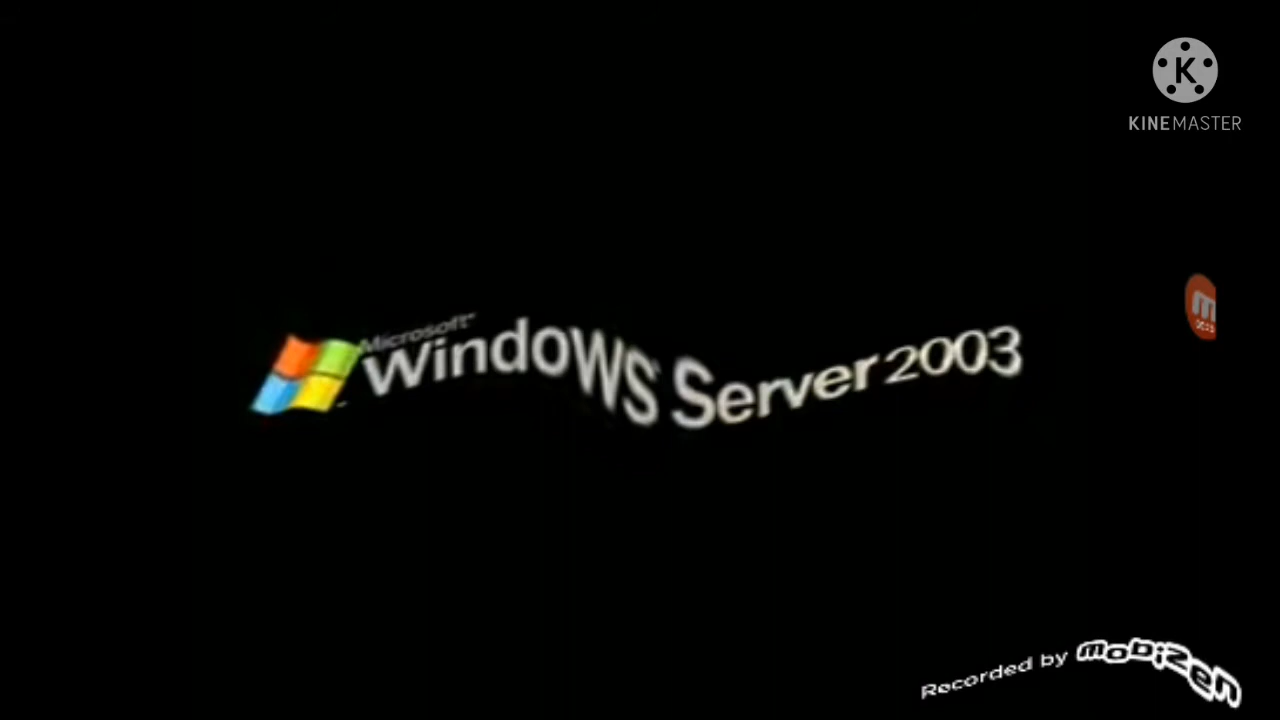 K
KINEMASTER
Microsoft
Windows Server 2003
Recorded by mobizen